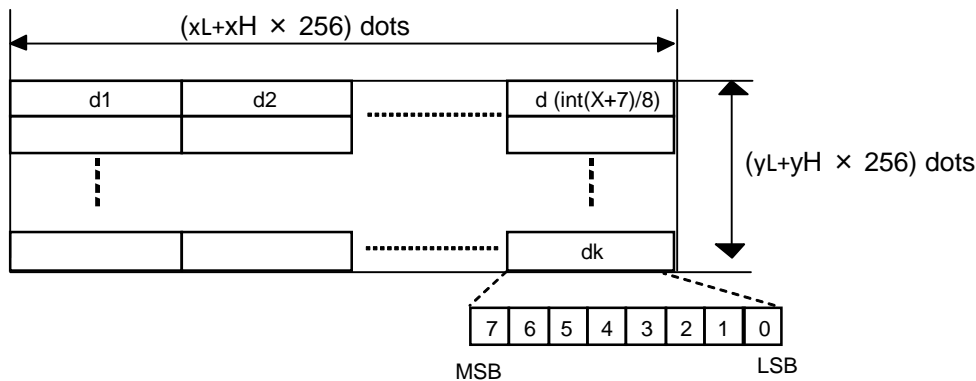 (xL+xH × 256) dots
d1 d2 d (int(X+7)/8)
(yL+yH × 256) dots
dk
7 6 5 4 3 2 1 0
MSB LSB